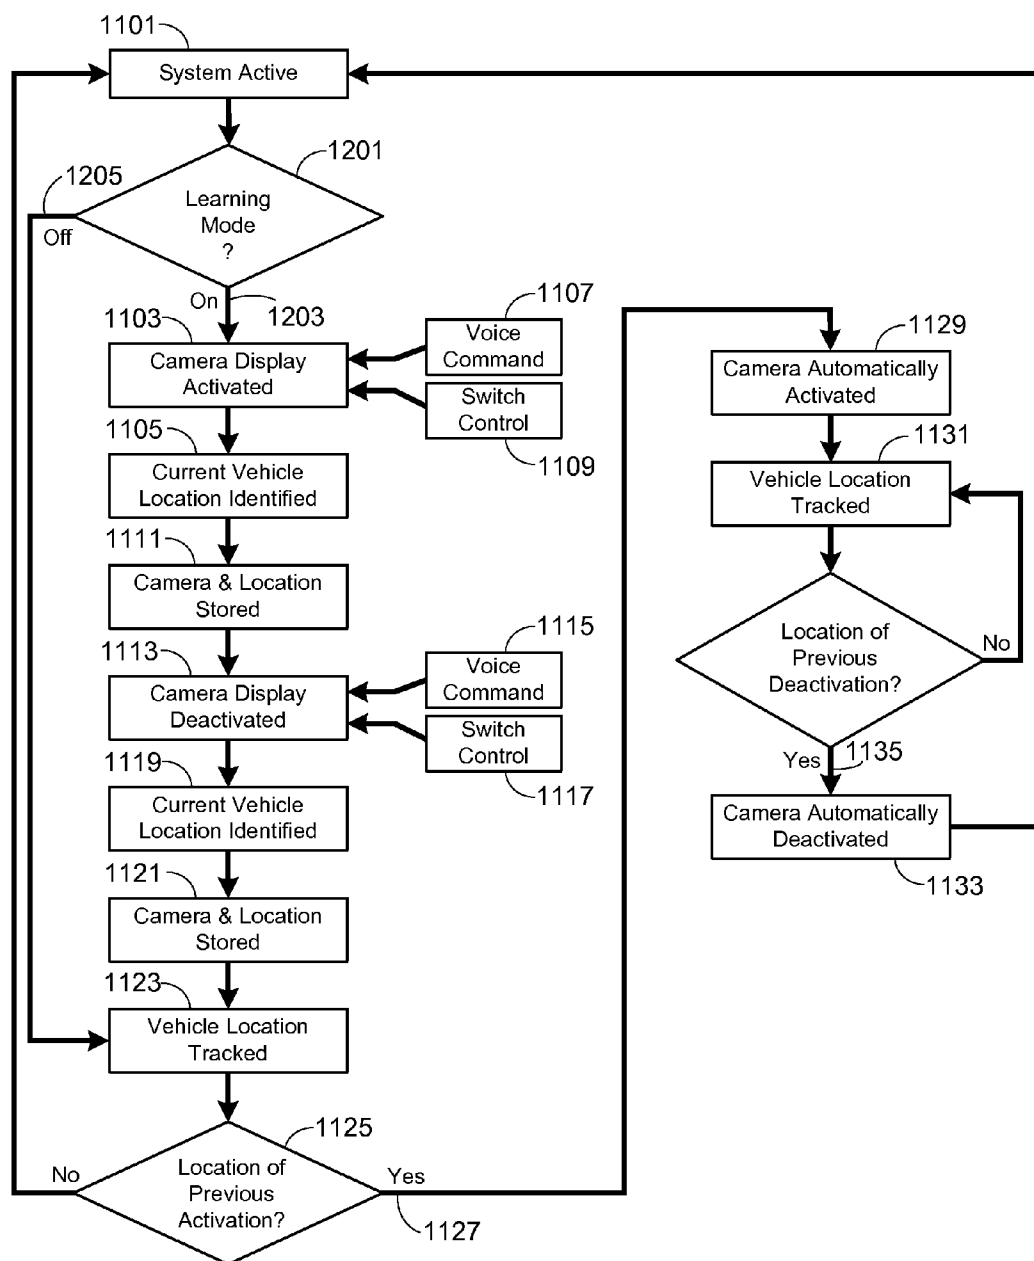 1101
System Active
1201
1205
Learning
Mode
?
Off
On
1203
1103
Camera Display
Activated
1107
Voice
Command
Switch
Control
1109
1105
Current Vehicle
Location Identified
1111
Camera & Location
Stored
1113
Camera Display
Deactivated
1115
Voice
Command
Switch
Control
1117
1119
Current Vehicle
Location Identified
1121
Camera & Location
Stored
1123
Vehicle Location
Tracked
1125
Location of
Previous
Activation?
No
Yes
1127
1129
Camera Automatically
Activated
1131
Vehicle Location
Tracked
Location of
Previous
Deactivation?
No
Yes
1135
Camera Automatically
Deactivated
1133